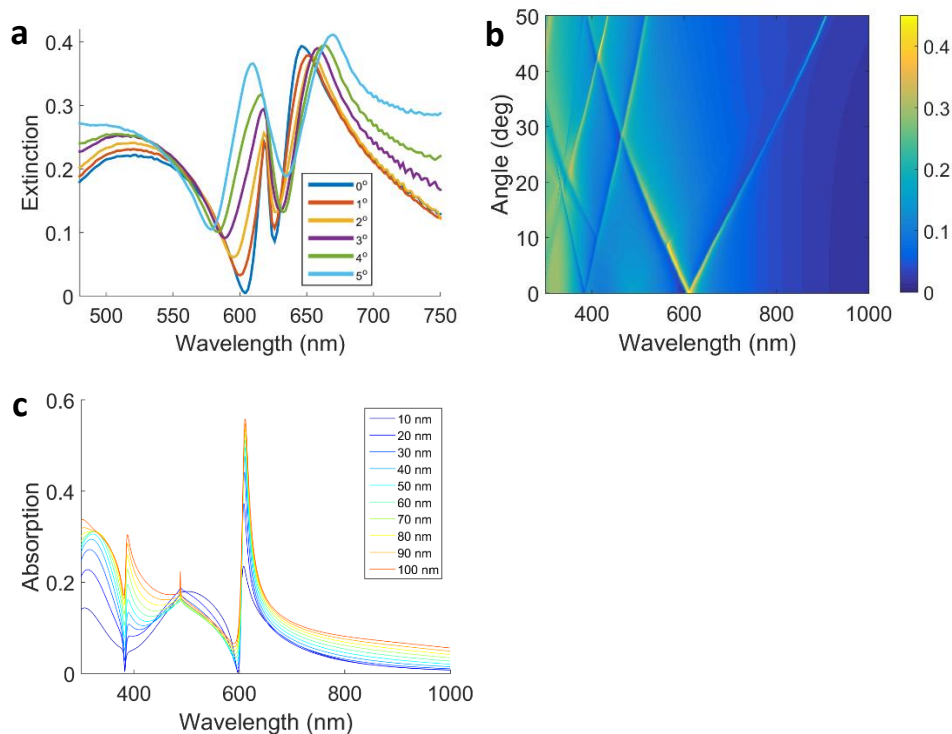 a
Extinction
0.4
0.3
0.2
0.1
0
500
550
600
650
700
750
Wavelength (nm)
0°
1°
2°
3°
4°
5°
b
Angle (deg)
50
40
30
20
10
0
400
600
800
1000
Wavelength (nm)
0.4
0.3
0.2
0.1
0
c
Absorption
0.6
0.4
0.2
0
400
600
800
1000
Wavelength (nm)
10 nm
20 nm
30 nm
40 nm
50 nm
60 nm
70 nm
80 nm
90 nm
100 nm